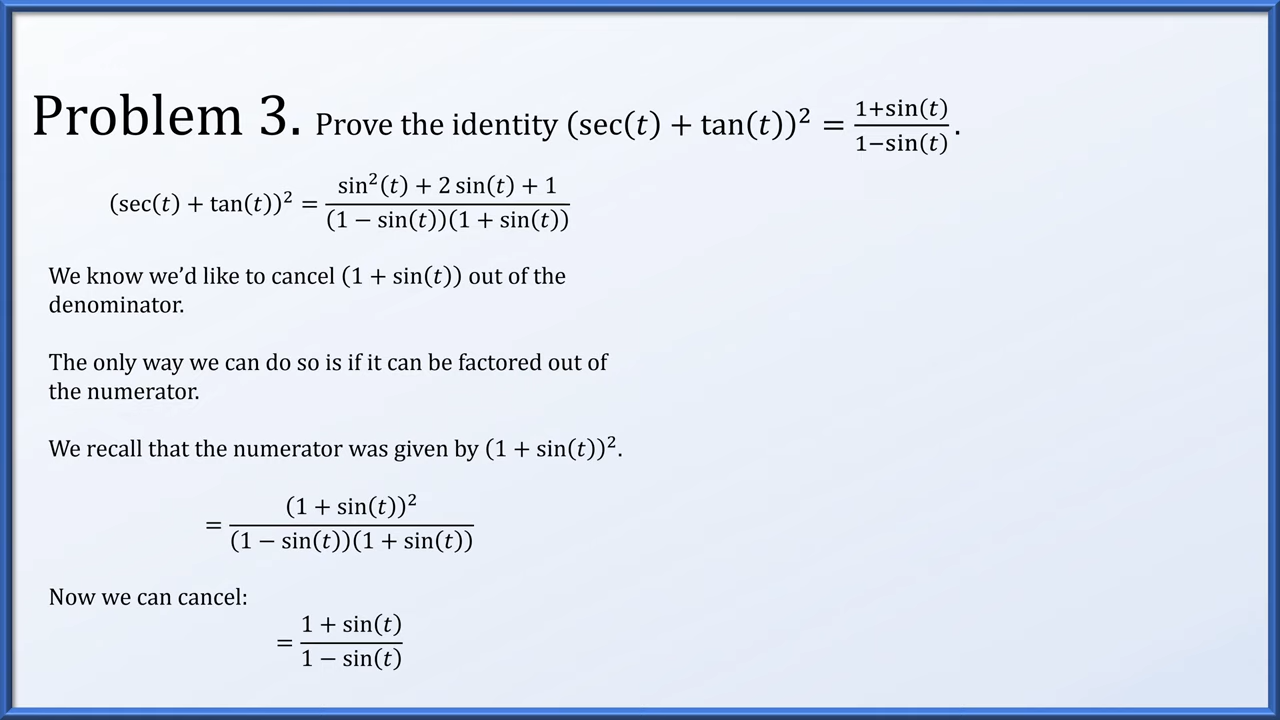 Problem 3. Prove the identity (sec(t) + tan(t))² = \frac{1+sin(t)}{1−sin(t)}.
(sec(t) + tan(t))² = \frac{sin²(t) + 2 sin(t) + 1}{(1 − sin(t))(1 + sin(t))}
We know we’d like to cancel (1 + sin(t)) out of the
denominator.
The only way we can do so is if it can be factored out of
the numerator.
We recall that the numerator was given by (1 + sin(t))².
= \frac{(1 + sin(t))²}{(1 − sin(t))(1 + sin(t))}
Now we can cancel:
= \frac{1 + sin(t)}{1 − sin(t)}